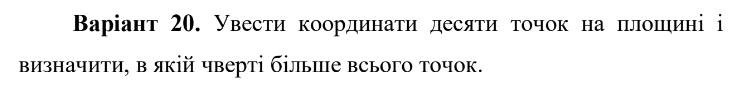 Варіант 20. Увести координати десяти точок на площині і
визначити, в якій чверті більше всього точок.